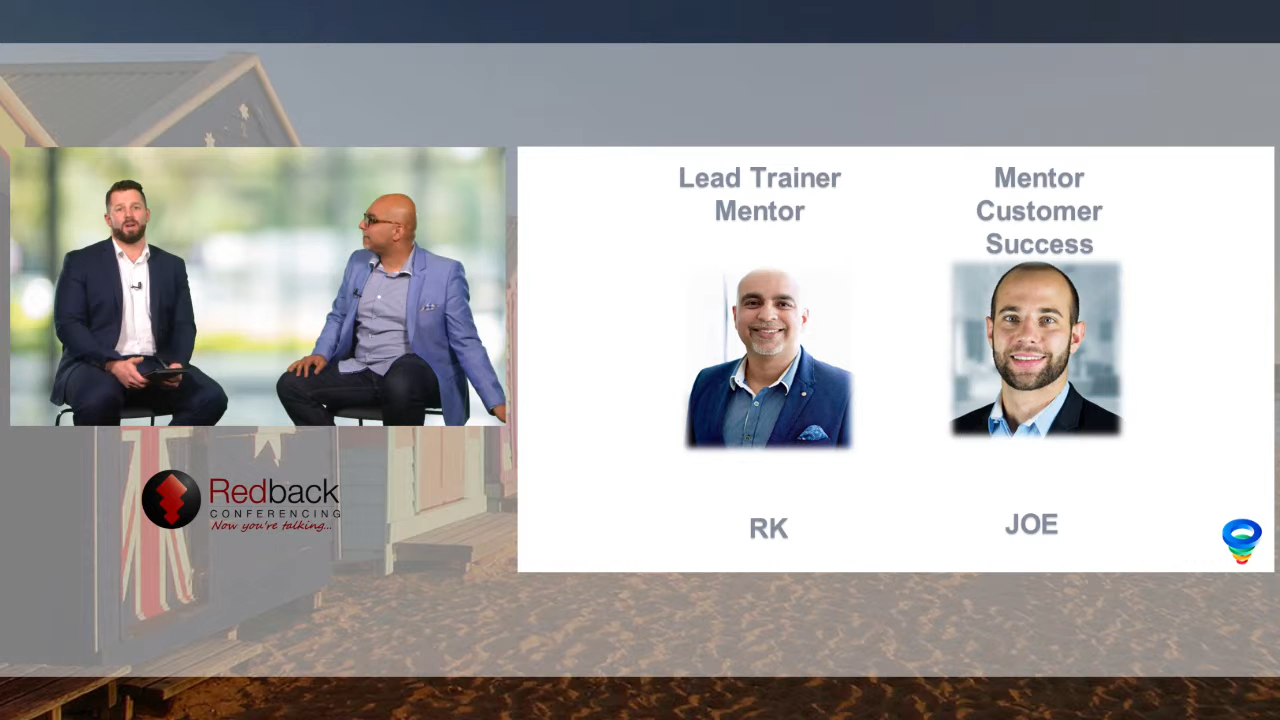 Lead Trainer
Mentor
Mentor
Customer
Success
RK
JOE
Redback
CONFERENCING
Now you're talking...